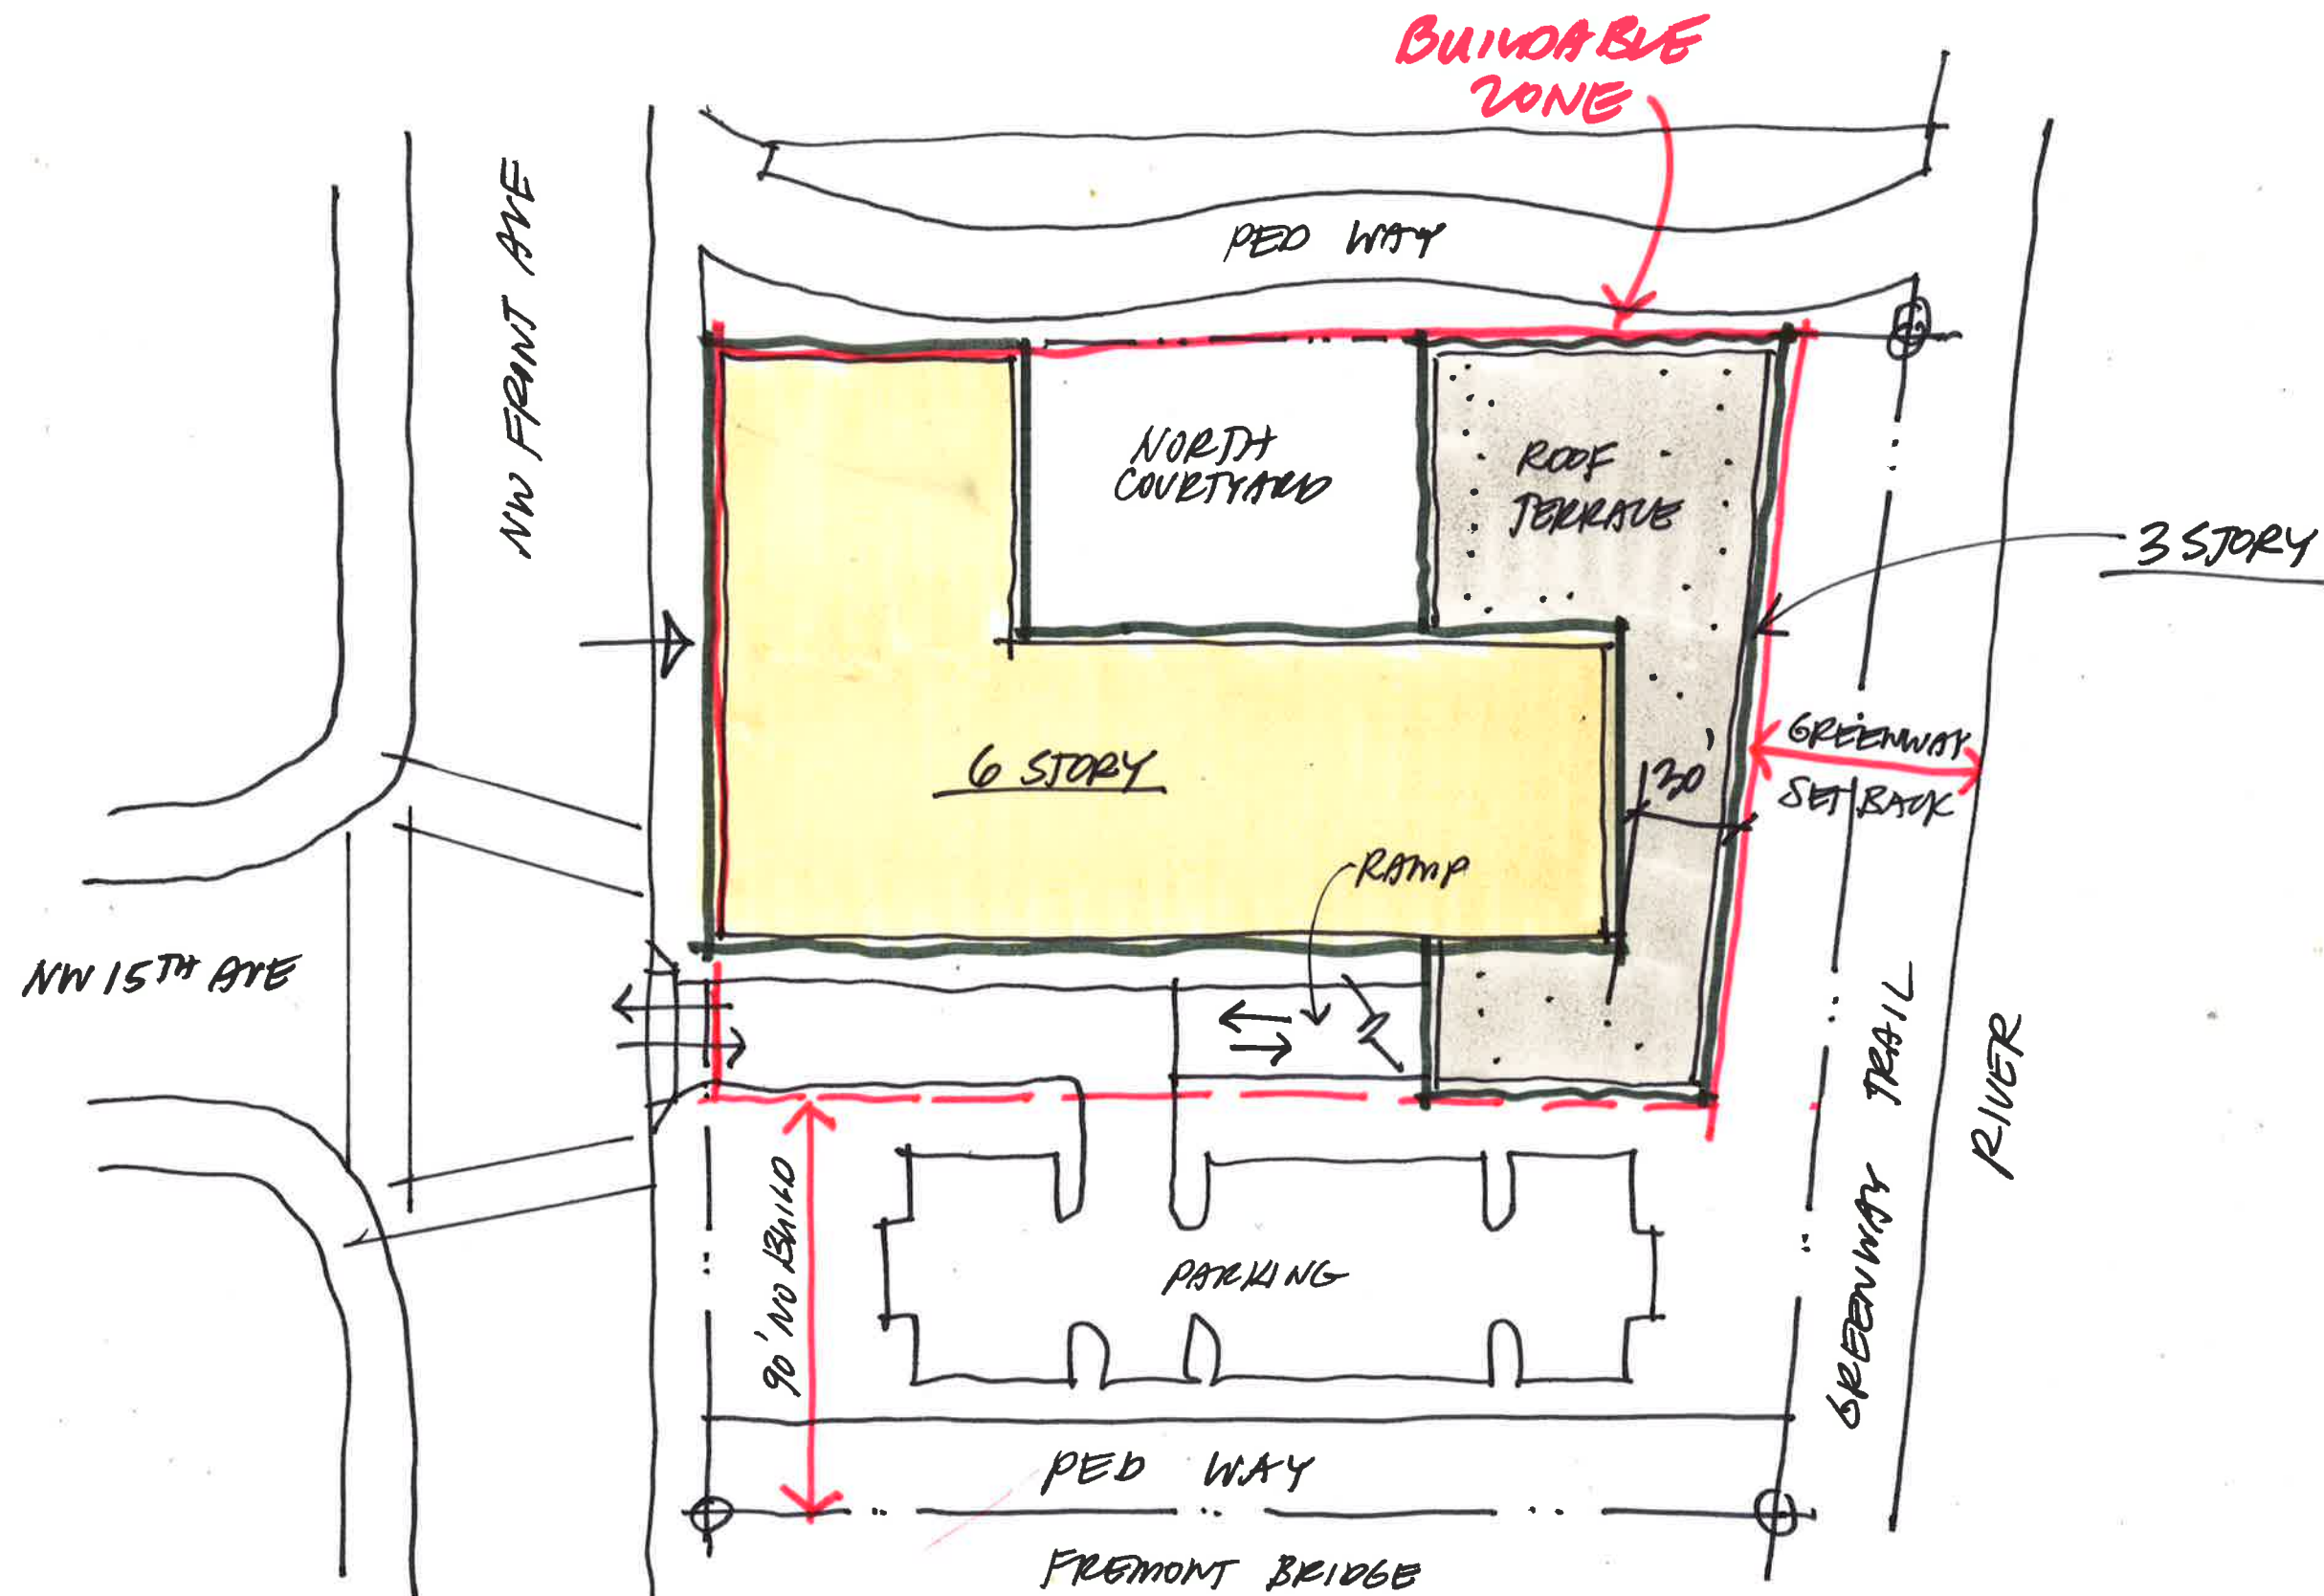 BUILDABLE
ZONE
NW FRONT AVE
PED WAY
NORTH
COURTYARD
ROOF
TERRACE
3 STORY
6 STORY
30
GREENWAY
SETBACK
RAMP
NW 15TH AVE
GREENWAY TRAIL
RIVER
90' NO BUILD
PARKING
PED WAY
FREMONT BRIDGE